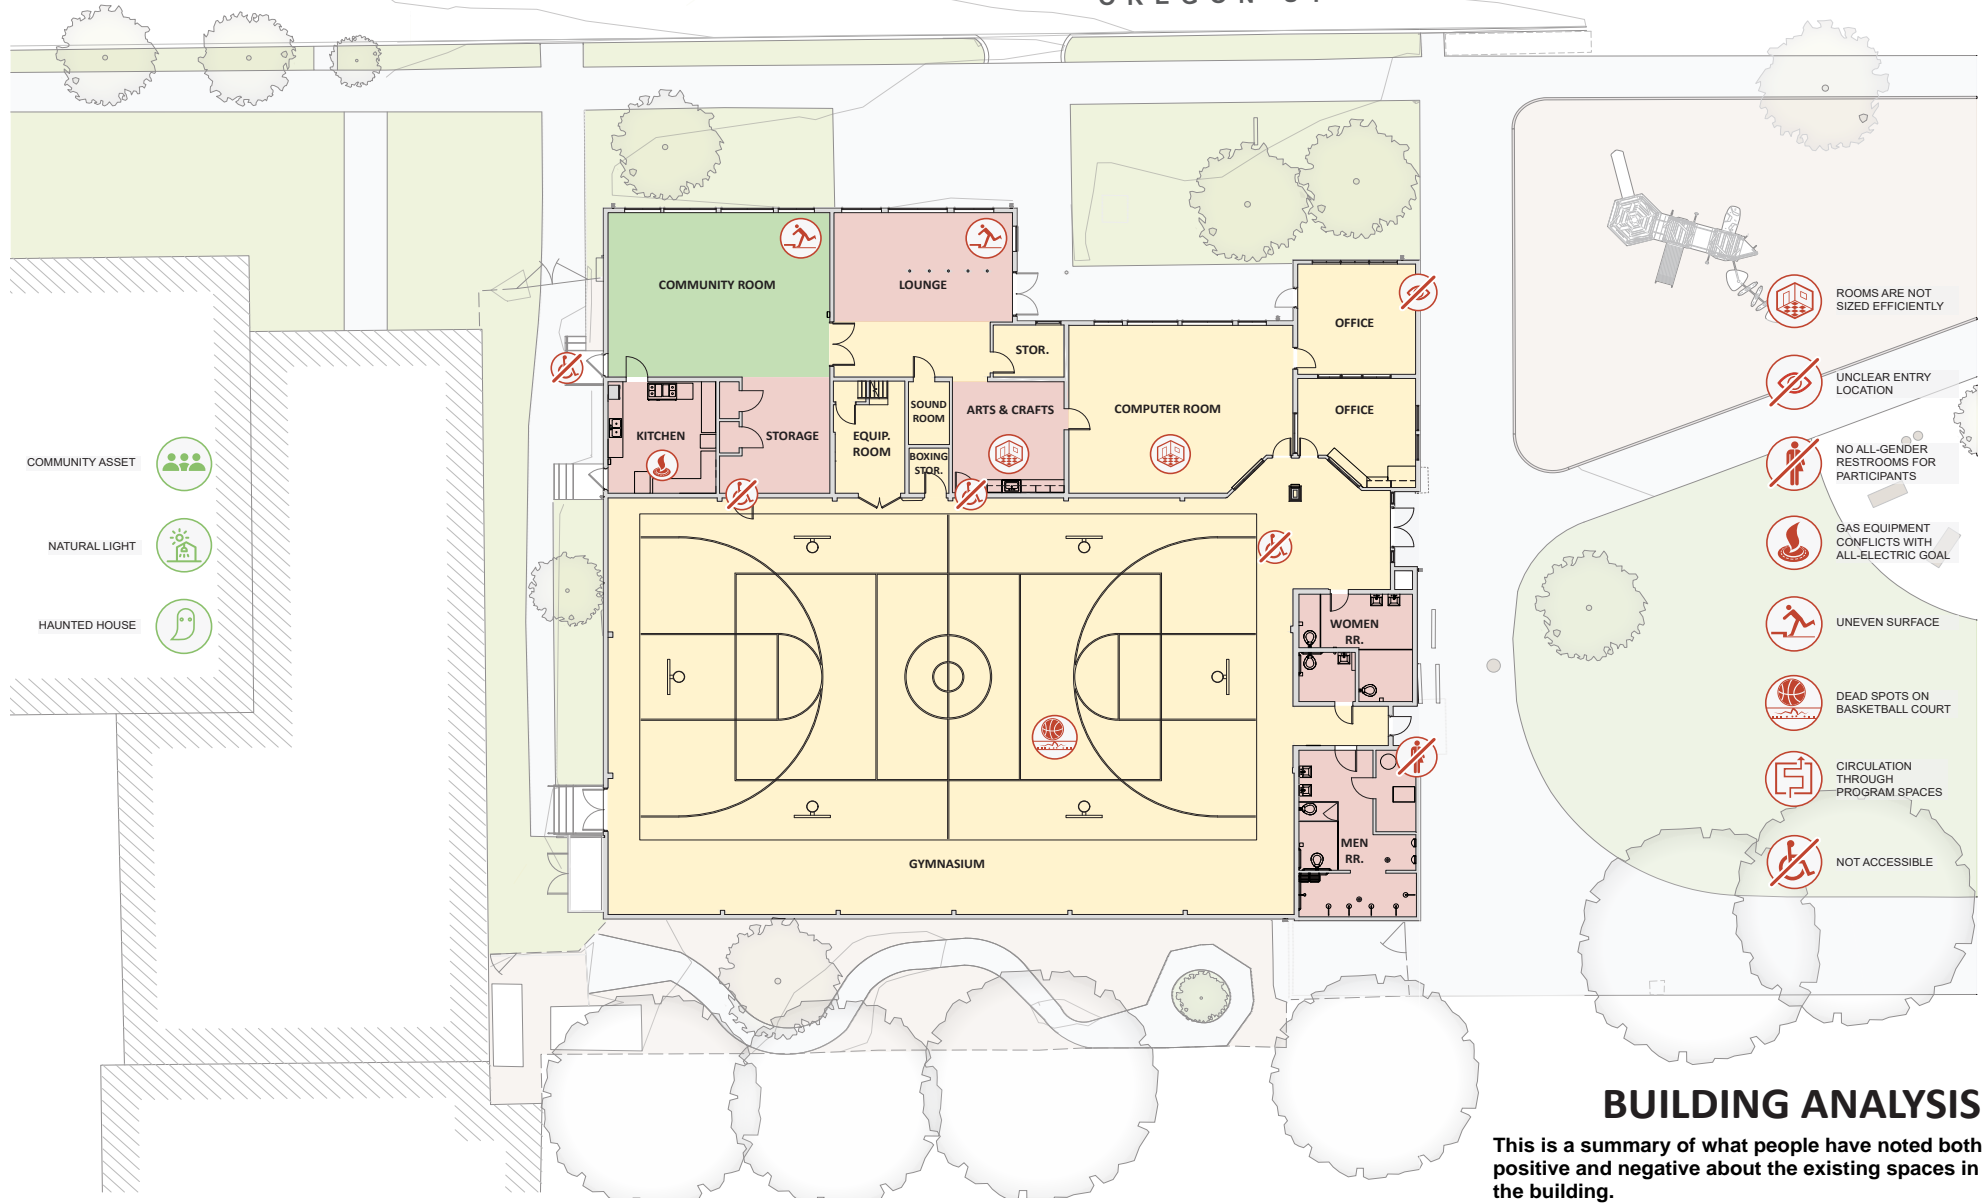 OREGON ST
COMMUNITY ROOM
LOUNGE
STOR.
OFFICE
OFFICE
KITCHEN
STORAGE
EQUIP.
ROOM
SOUND
ROOM
BOXING
STOR.
ARTS & CRAFTS
COMPUTER ROOM
WOMEN
RR.
MEN
RR.
GYMNASIUM
COMMUNITY ASSET
NATURAL LIGHT
HAUNTED HOUSE
ROOMS ARE NOT
SIZED EFFICIENTLY
UNCLEAR ENTRY
LOCATION
NO ALL-GENDER
RESTROOMS FOR
PARTICIPANTS
GAS EQUIPMENT
CONFLICTS WITH
ALL-ELECTRIC GOAL
UNEVEN SURFACE
DEAD SPOTS ON
BASKETBALL COURT
CIRCULATION
THROUGH
PROGRAM SPACES
NOT ACCESSIBLE
BUILDING ANALYSIS
This is a summary of what people have noted both
positive and negative about the existing spaces in
the building.